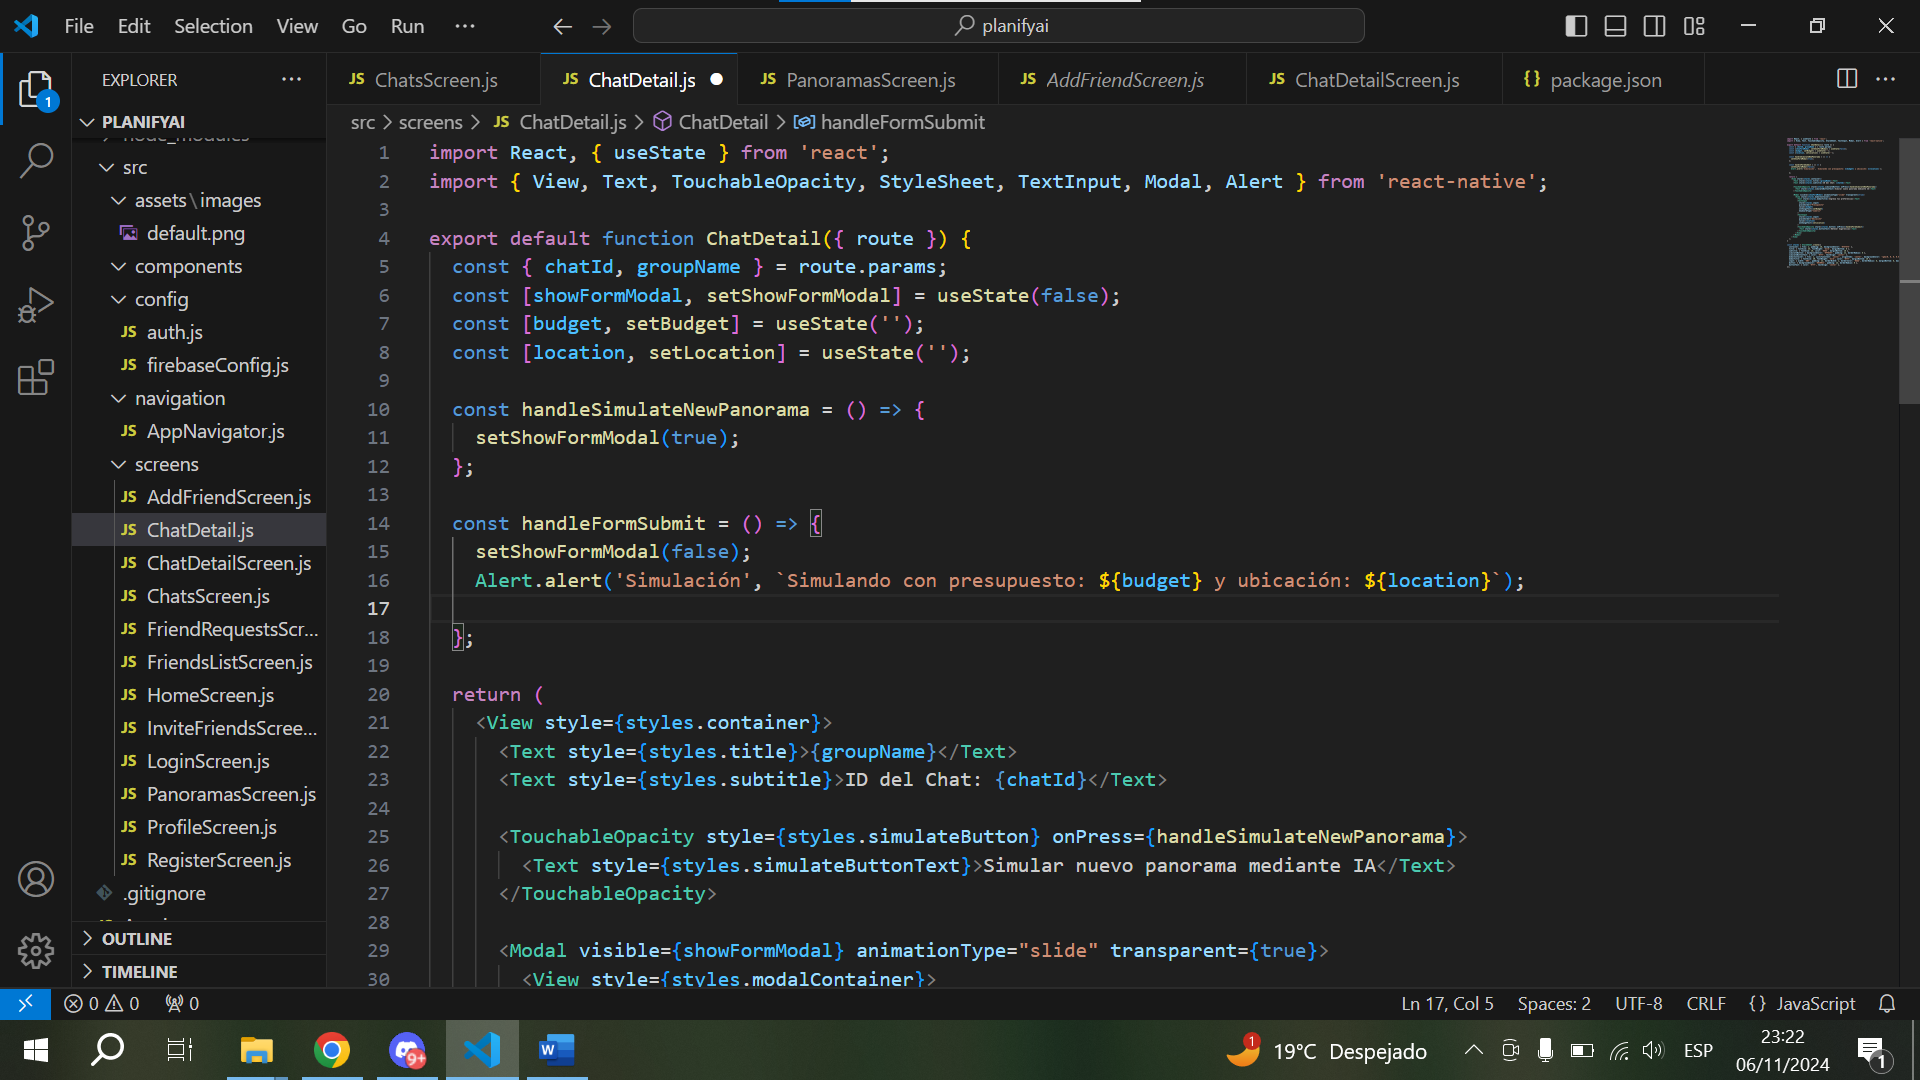 File Edit Selection View Go Run ···
planifyai
EXPLORER ···
PLANIFYAI
node_modules
src
assets\images
default.png
components
config
JS auth.js
JS firebaseConfig.js
navigation
JS AppNavigator.js
screens
JS AddFriendScreen.js
JS ChatDetail.js
JS ChatDetailScreen.js
JS ChatsScreen.js
JS FriendRequestsScr...
JS FriendsListScreen.js
JS HomeScreen.js
JS InviteFriendsScree...
JS LoginScreen.js
JS PanoramasScreen.js
JS ProfileScreen.js
JS RegisterScreen.js
.gitignore
OUTLINE
TIMELINE
JS ChatsScreen.js JS ChatDetail.js JS PanoramasScreen.js JS AddFriendScreen.js JS ChatDetailScreen.js {} package.json ···
src > screens > JS ChatDetail.js > ChatDetail > handleFormSubmit
1 import React, { useState } from 'react';
2 import { View, Text, TouchableOpacity, StyleSheet, TextInput, Modal, Alert } from 'react-native';
3
4 export default function ChatDetail({ route }) {
5 const { chatId, groupName } = route.params;
6 const [showFormModal, setShowFormModal] = useState(false);
7 const [budget, setBudget] = useState('');
8 const [location, setLocation] = useState('');
9
10 const handleSimulateNewPanorama = () => {
11 setShowFormModal(true);
12 };
13
14 const handleFormSubmit = () => {
15 setShowFormModal(false);
16 Alert.alert('Simulación', `Simulando con presupuesto: ${budget} y ubicación: ${location}`);
17
18 };
19
20 return (
21 <View style={styles.container}>
22 <Text style={styles.title}>{groupName}</Text>
23 <Text style={styles.subtitle}>ID del Chat: {chatId}</Text>
24
25 <TouchableOpacity style={styles.simulateButton} onPress={handleSimulateNewPanorama}>
26 <Text style={styles.simulateButtonText}>Simular nuevo panorama mediante IA</Text>
27 </TouchableOpacity>
28
29 <Modal visible={showFormModal} animationType="slide" transparent={true}>
30 <View style={styles.modalContainer}>
1
0 0 0
Ln 17, Col 5 Spaces: 2 UTF-8 CRLF {} JavaScript
9+
W
1
19°C Despejado
ESP
23:22
06/11/2024
1